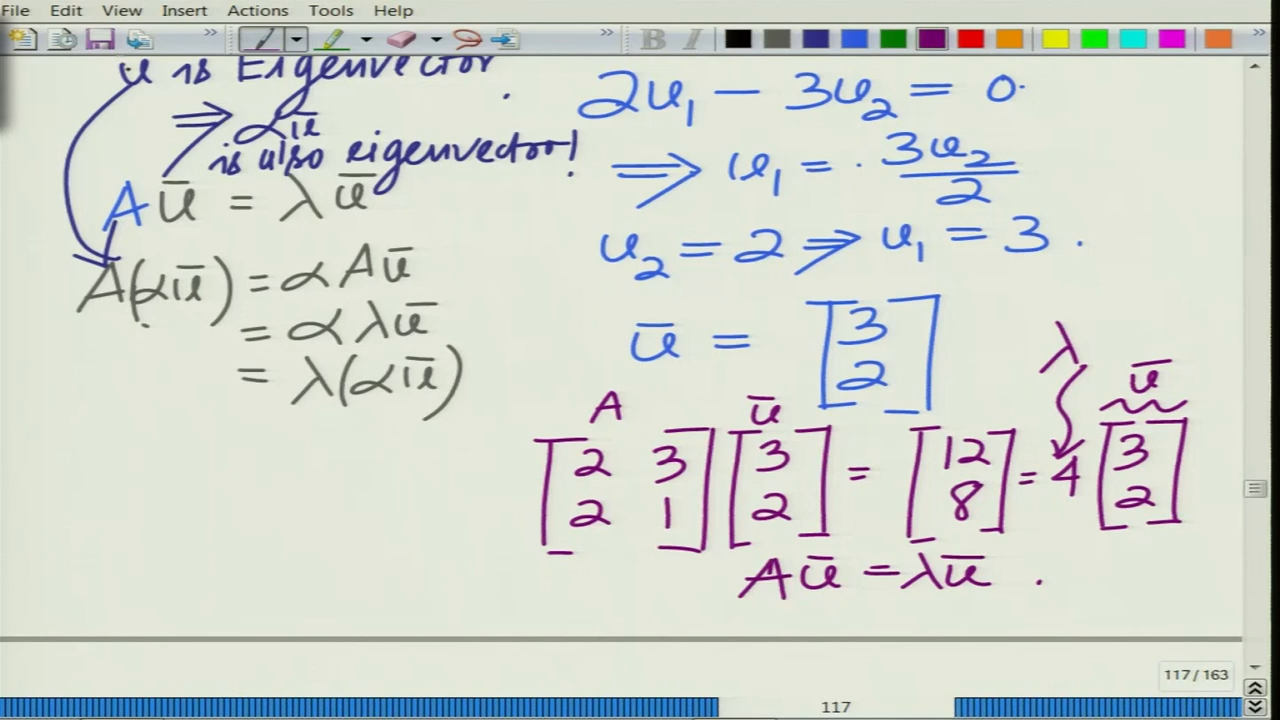 File Edit View Insert Actions Tools Help
B I
ū is Eigenvector.
⇒ αū
is also eigenvector!
Aū = λū
A(αū) = αAū
= αλū
= λ(αū)
2u₁ − 3u₂ = 0.
⇒ u₁ = 3u₂/2
u₂ = 2 ⇒ u₁ = 3.
ū = [3
2]
A ū λ ū
[2 3 [3 = [12 = 4 [3
2 1] 2] 8] 2]
Aū = λū.
117 / 163
117